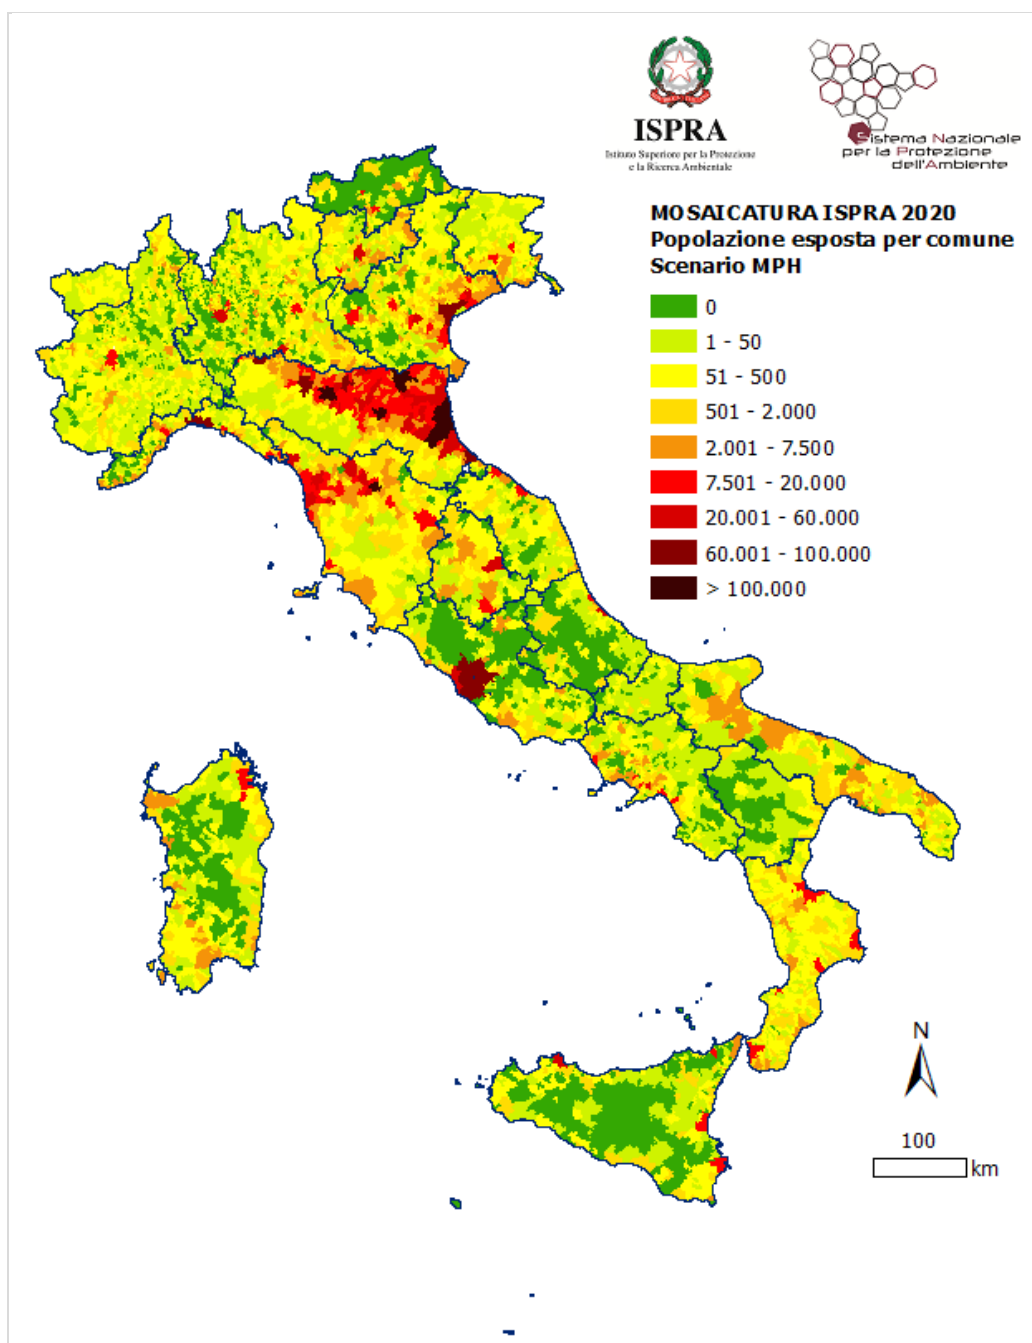 ISPRA
Istituto Superiore per la Protezione
e la Ricerca Ambientale
Sistema Nazionale
per la Protezione
dell'Ambiente
MOSAICATURA ISPRA 2020
Popolazione esposta per comune
Scenario MPH
0
1 - 50
51 - 500
501 - 2.000
2.001 - 7.500
7.501 - 20.000
20.001 - 60.000
60.001 - 100.000
> 100.000
N
100
km